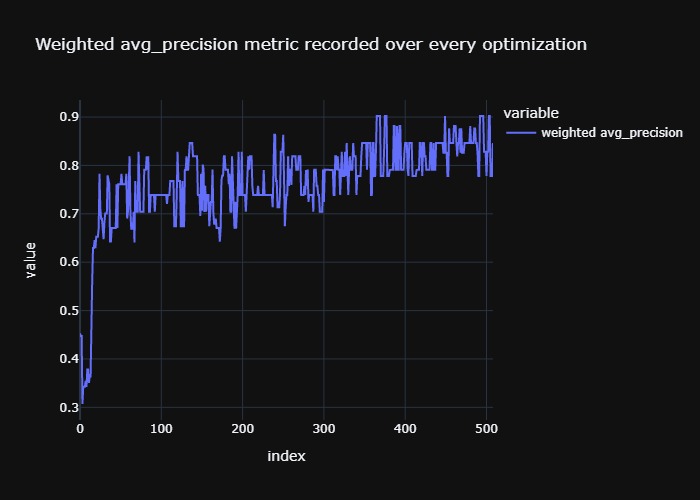 Weighted avg_precision metric recorded over every optimization
variable
weighted avg_precision
0.9
0.8
0.7
0.6
0.5
0.4
0.3
value
0 100 200 300 400 500
index